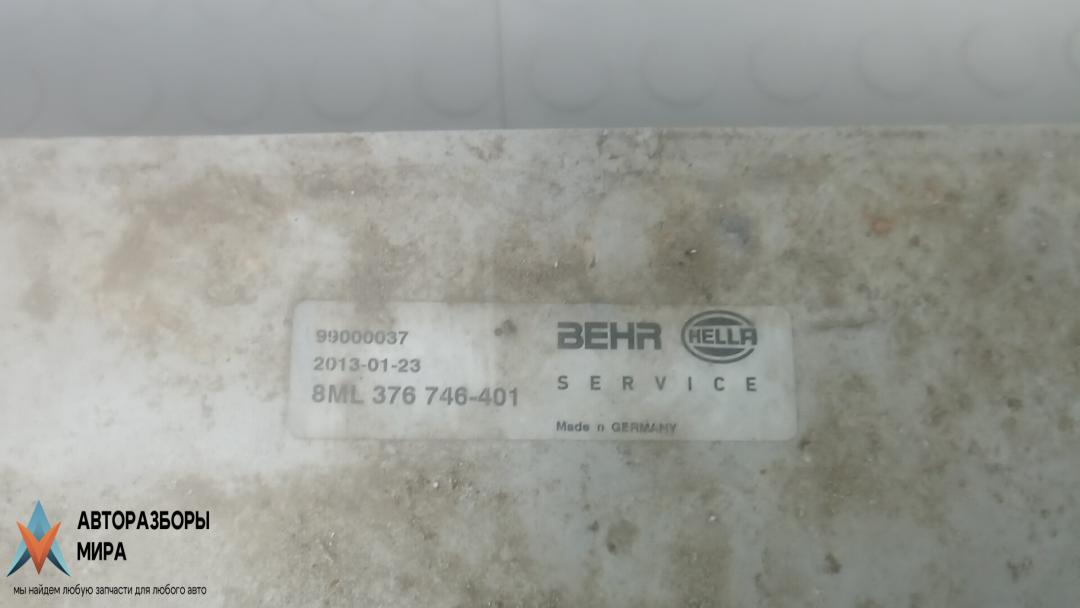 99000037
2013-01-23
8ML 376 746-401
BEHR HELLA
SERVICE
Made n GERMANY
АВТОРАЗБОРЫ
МИРА
мы найдем любую запчасти для любого авто